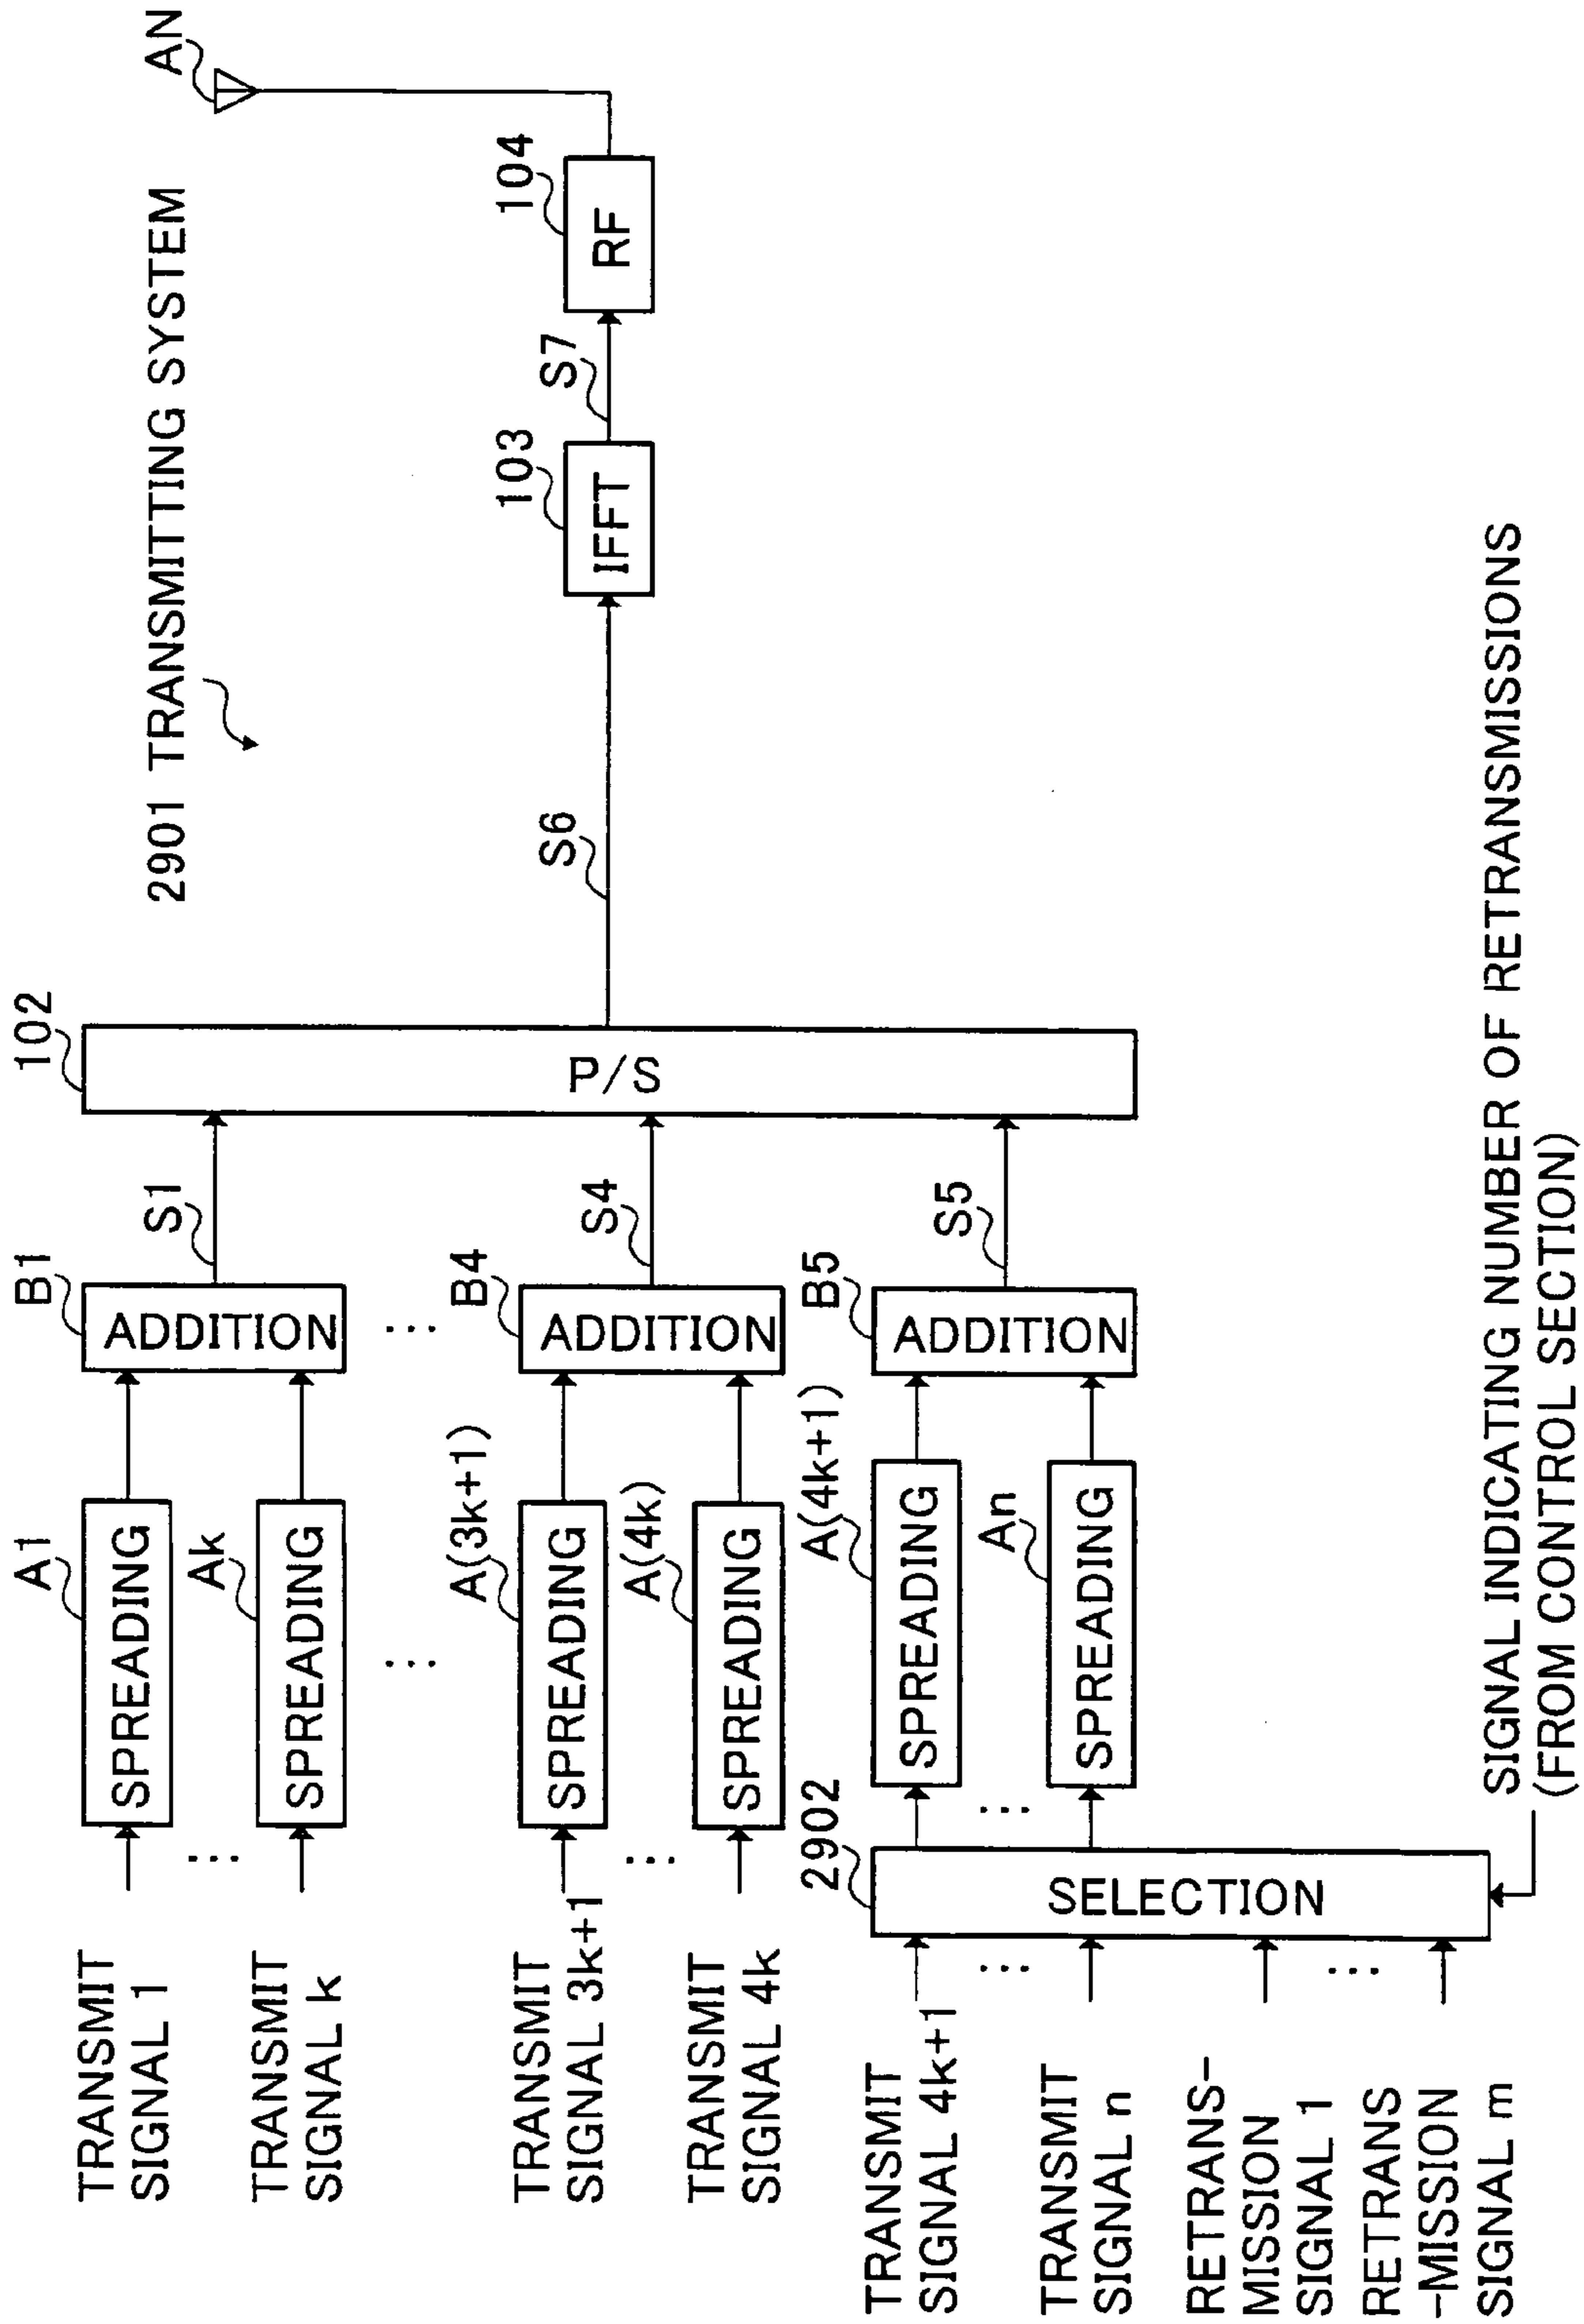 2901 TRANSMITTING SYSTEM
AN
TRANSMIT
SIGNAL 1
A1
SPREADING
B1
ADDITION
S1
102
P/S
...
TRANSMIT
SIGNAL k
Ak
SPREADING
...
...
TRANSMIT
SIGNAL 3k+1
A(3k+1)
SPREADING
B4
ADDITION
S4
S6
103
IFFT
S7
104
RF
...
TRANSMIT
SIGNAL 4k
A(4k)
SPREADING
TRANSMIT
SIGNAL 4k+1
2902
SELECTION
A(4k+1)
SPREADING
B5
ADDITION
S5
...
...
TRANSMIT
SIGNAL n
An
SPREADING
RETRANS-
MISSION
SIGNAL 1
...
RETRANS
-MISSION
SIGNAL m
SIGNAL INDICATING NUMBER OF RETRANSMISSIONS
(FROM CONTROL SECTION)